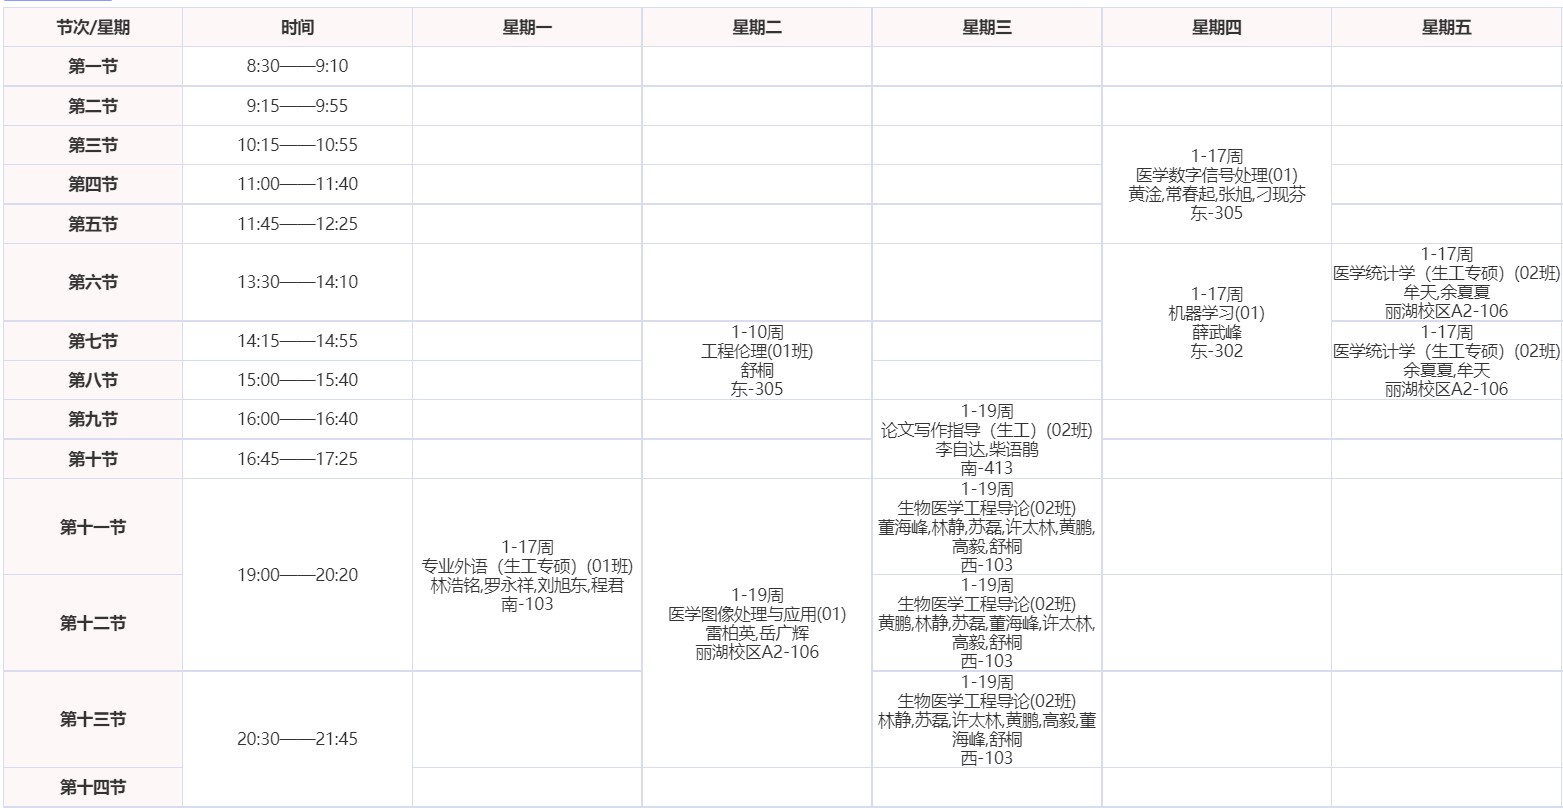 节次/星期 时间 星期一 星期二 星期三 星期四 星期五
第一节 8:30——9:10
第二节 9:15——9:55
第三节 10:15——10:55
第四节 11:00——11:40
第五节 11:45——12:25
1-17周
医学数字信号处理(01)
黄淦,常春起,张旭,刁现芬
东-305
第六节 13:30——14:10
第七节 14:15——14:55
第八节 15:00——15:40
1-10周
工程伦理(01班)
舒桐
东-305
1-17周
机器学习(01)
薛武峰
东-302
1-17周
医学统计学（生工专硕）(02班)
牟天,余夏夏
丽湖校区A2-106
1-17周
医学统计学（生工专硕）(02班)
余夏夏,牟天
丽湖校区A2-106
第九节 16:00——16:40
第十节 16:45——17:25
1-19周
论文写作指导（生工）(02班)
李自达,柴语鹃
南-413
第十一节
第十二节
19:00——20:20
1-17周
专业外语（生工专硕）(01班)
林浩铭,罗永祥,刘旭东,程君
南-103
1-19周
医学图像处理与应用(01)
雷柏英,岳广辉
丽湖校区A2-106
1-19周
生物医学工程导论(02班)
董海峰,林静,苏磊,许太林,黄鹏,
高毅,舒桐
西-103
1-19周
生物医学工程导论(02班)
黄鹏,林静,苏磊,董海峰,许太林,
高毅,舒桐
西-103
第十三节
第十四节
20:30——21:45
1-19周
生物医学工程导论(02班)
林静,苏磊,许太林,黄鹏,高毅,董
海峰,舒桐
西-103